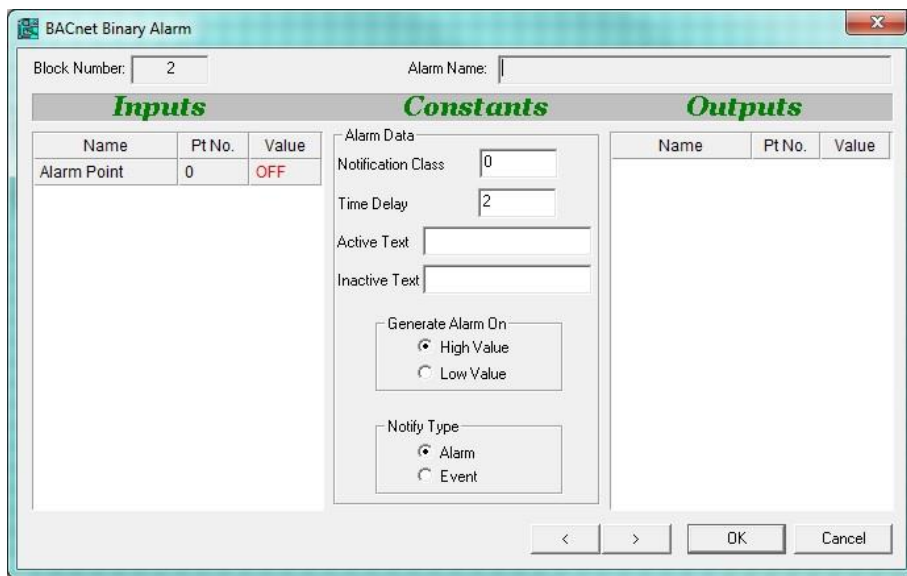 BACnet Binary Alarm
x
Block Number: 2
Alarm Name:
Inputs
Constants
Outputs
Name Pt No. Value
Alarm Point 0 OFF
Alarm Data
Notification Class 0
Time Delay 2
Active Text
Inactive Text
Generate Alarm On
High Value
Low Value
Notify Type
Alarm
Event
Name Pt No. Value
< > OK Cancel